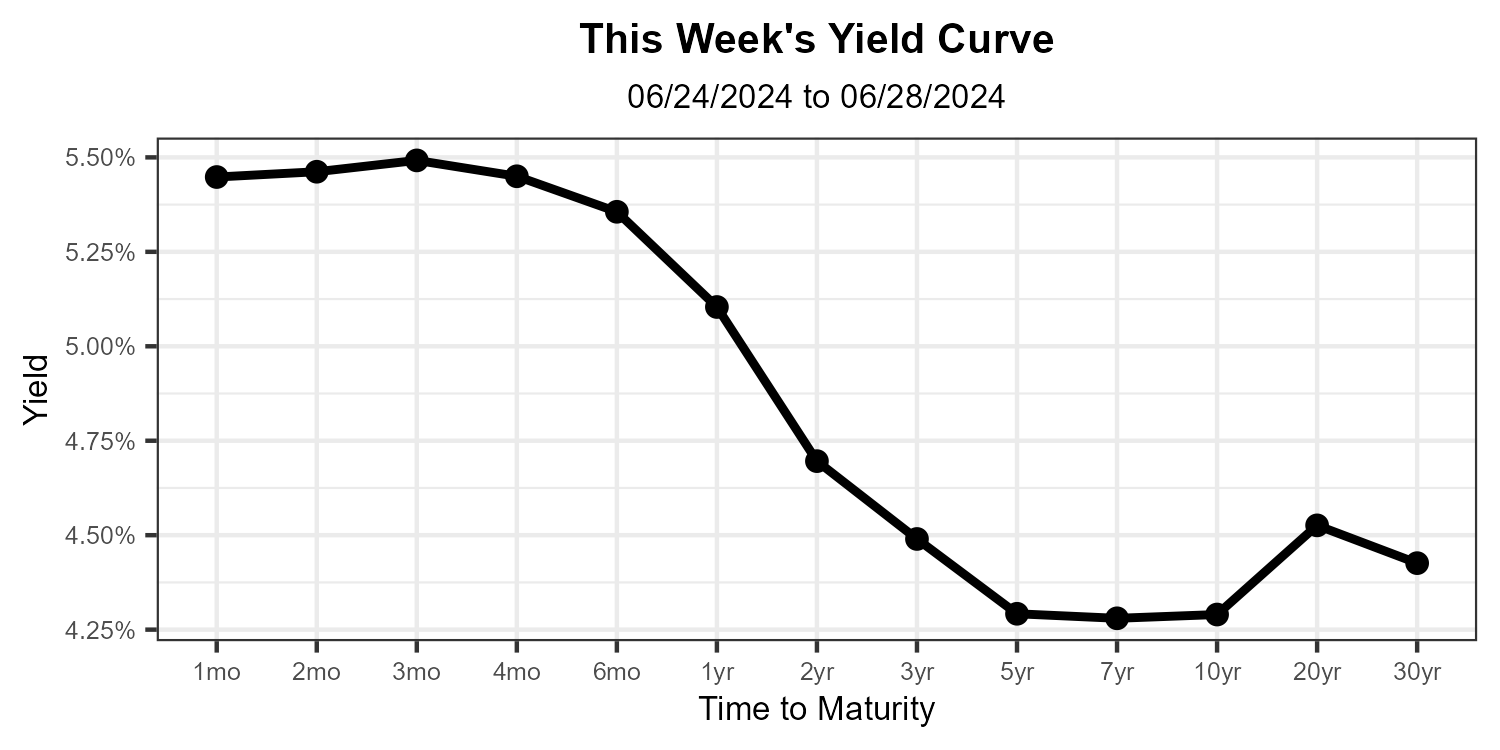 This Week's Yield Curve
06/24/2024 to 06/28/2024
Yield
5.50%
5.25%
5.00%
4.75%
4.50%
4.25%
1mo 2mo 3mo 4mo 6mo 1yr 2yr 3yr 5yr 7yr 10yr 20yr 30yr
Time to Maturity